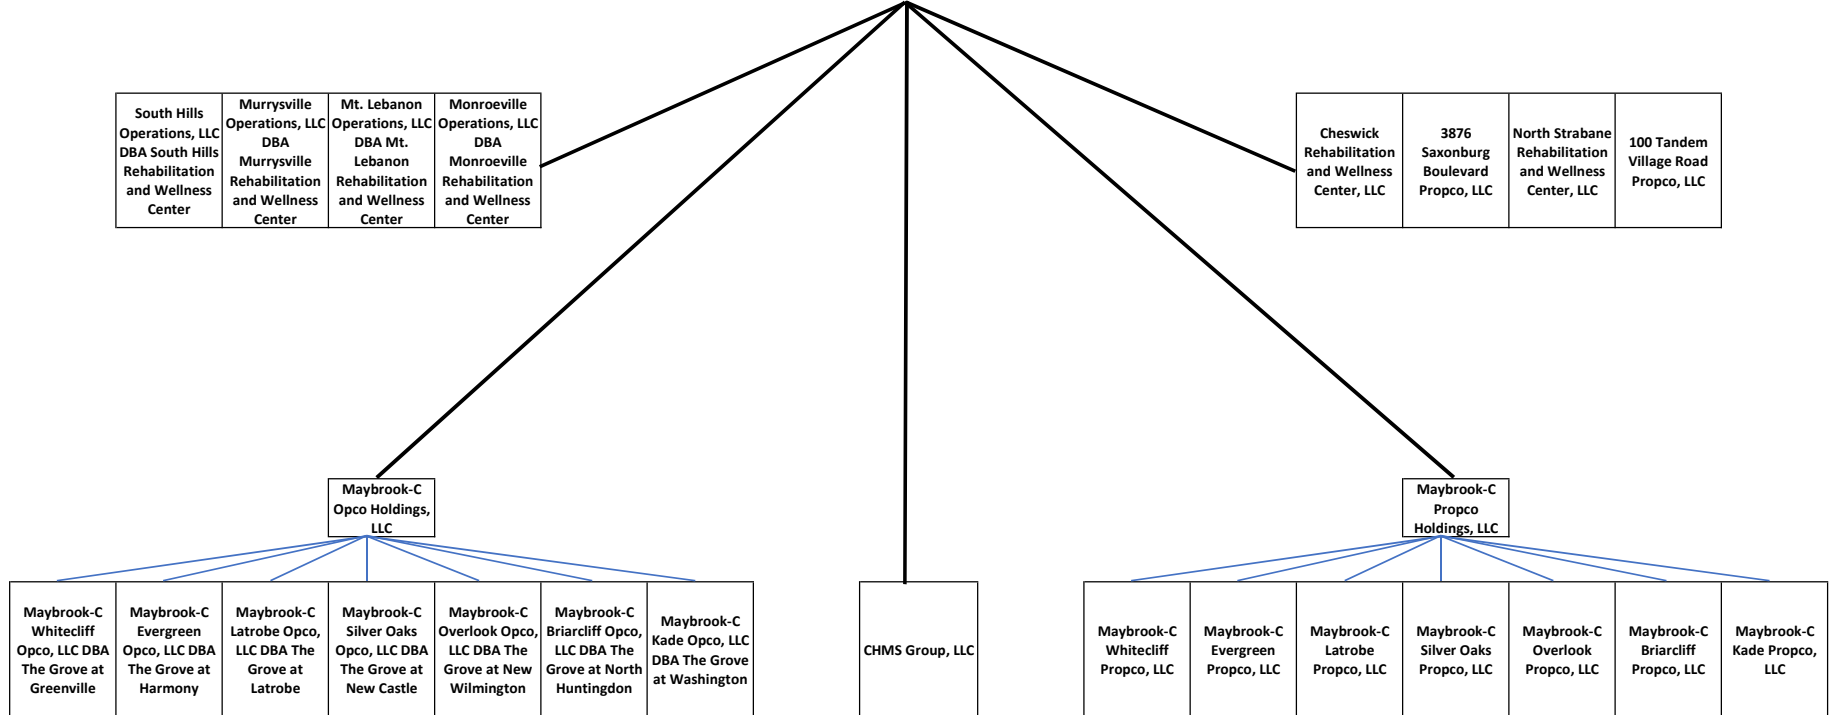 South Hills
Operations, LLC
DBA South Hills
Rehabilitation
and Wellness
Center
Murrysville
Operations, LLC
DBA
Murrysville
Rehabilitation
and Wellness
Center
Mt. Lebanon
Operations, LLC
DBA Mt.
Lebanon
Rehabilitation
and Wellness
Center
Monroeville
Operations, LLC
DBA
Monroeville
Rehabilitation
and Wellness
Center
Cheswick
Rehabilitation
and Wellness
Center, LLC
3876
Saxonburg
Boulevard
Propco, LLC
North Strabane
Rehabilitation
and Wellness
Center, LLC
100 Tandem
Village Road
Propco, LLC
Maybrook-C
Opco Holdings,
LLC
Maybrook-C
Propco
Holdings, LLC
Maybrook-C
Whitecliff
Opco, LLC DBA
The Grove at
Greenville
Maybrook-C
Evergreen
Opco, LLC DBA
The Grove at
Harmony
Maybrook-C
Latrobe Opco,
LLC DBA The
Grove at
Latrobe
Maybrook-C
Silver Oaks
Opco, LLC DBA
The Grove at
New Castle
Maybrook-C
Overlook Opco,
LLC DBA The
Grove at New
Wilmington
Maybrook-C
Briarcliff Opco,
LLC DBA The
Grove at North
Huntingdon
Maybrook-C
Kade Opco, LLC
DBA The Grove
at Washington
CHMS Group, LLC
Maybrook-C
Whitecliff
Propco, LLC
Maybrook-C
Evergreen
Propco, LLC
Maybrook-C
Latrobe
Propco, LLC
Maybrook-C
Silver Oaks
Propco, LLC
Maybrook-C
Overlook
Propco, LLC
Maybrook-C
Briarcliff
Propco, LLC
Maybrook-C
Kade Propco,
LLC